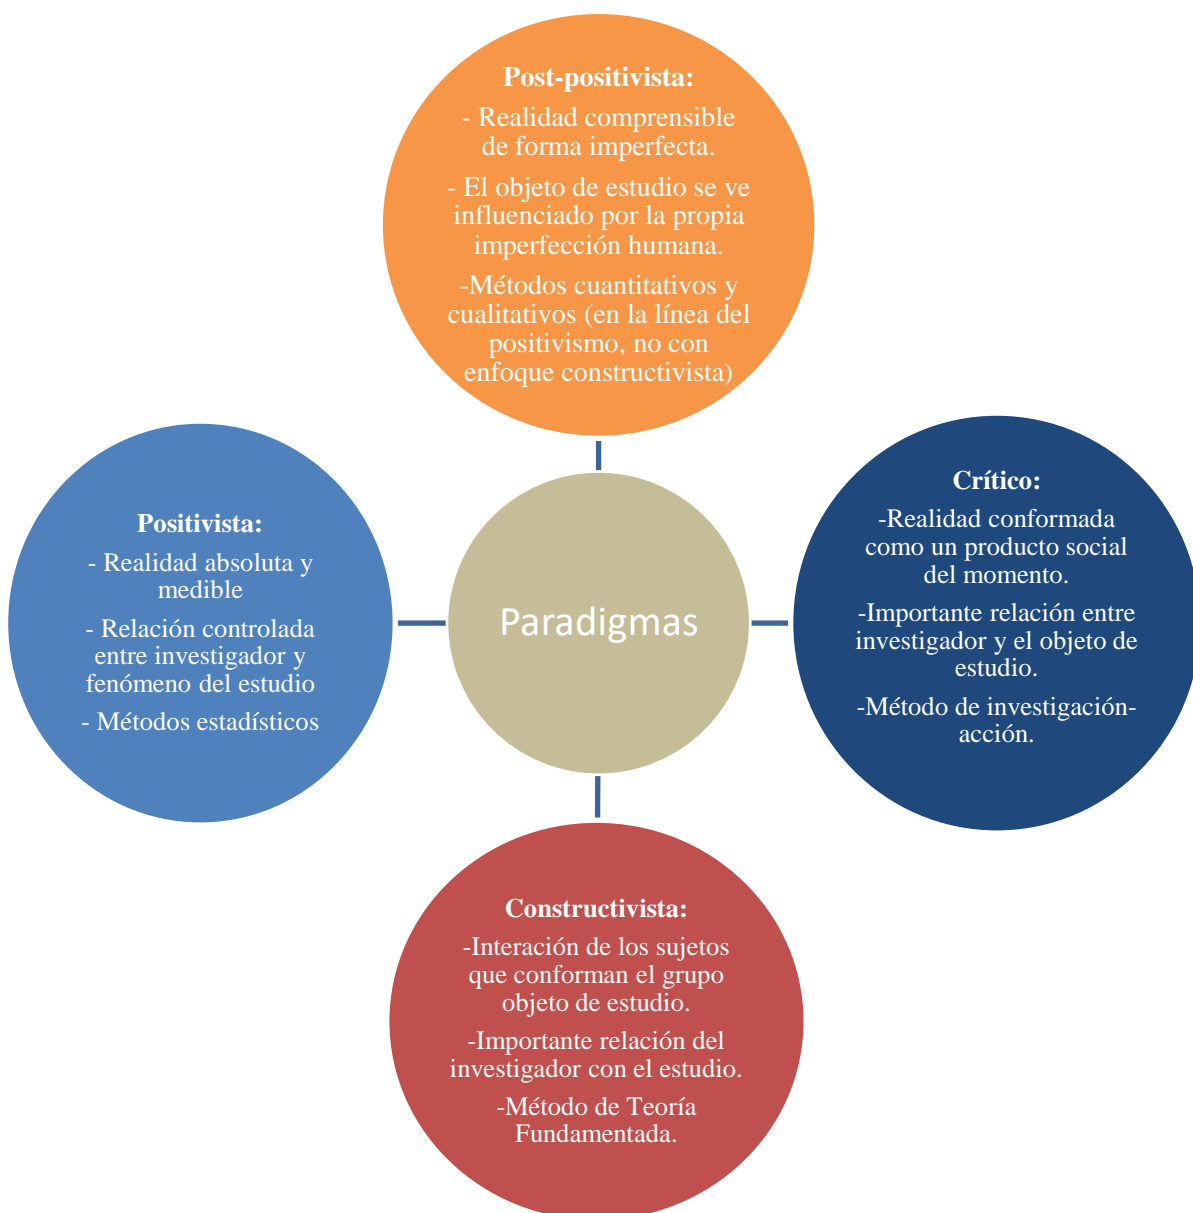 Post-positivista:
- Realidad comprensible
de forma imperfecta.
- El objeto de estudio se ve
influenciado por la propia
imperfección humana.
-Métodos cuantitativos y
cualitativos (en la línea del
positivismo, no con
enfoque constructivista)
Positivista:
- Realidad absoluta y
medible
- Relación controlada
entre investigador y
fenómeno del estudio
- Métodos estadísticos
Paradigmas
Crítico:
-Realidad conformada
como un producto social
del momento.
-Importante relación entre
investigador y el objeto de
estudio.
-Método de investigación-
acción.
Constructivista:
-Interación de los sujetos
que conforman el grupo
objeto de estudio.
-Importante relación del
investigador con el estudio.
-Método de Teoría
Fundamentada.